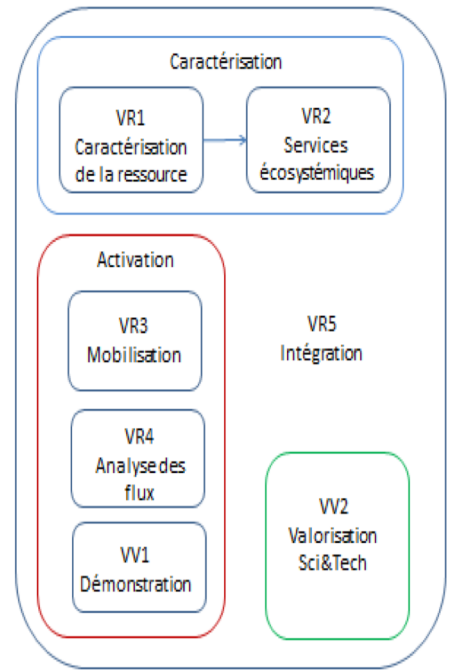 Caractérisation
VR1
Caractérisation
de la ressource
VR2
Services
écosystémiques
Activation
VR3
Mobilisation
VR4
Analyse des
flux
VV1
Démonstration
VR5
Intégration
VV2
Valorisation
Sci&Tech